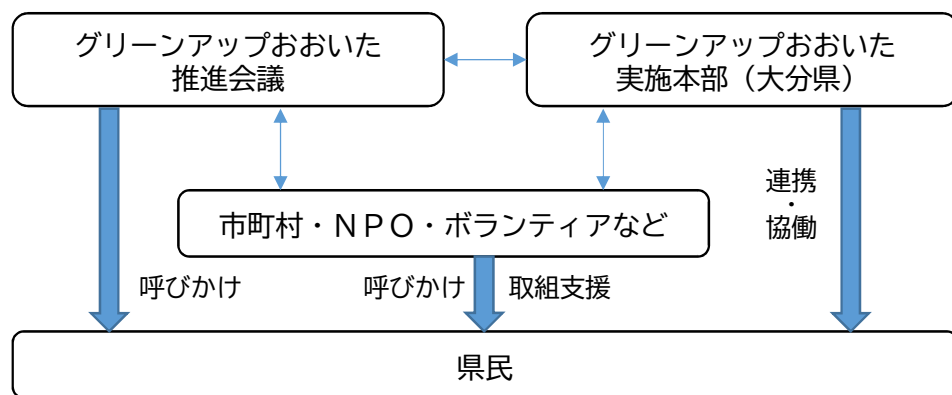 グリーンアップおおいた
推進会議
グリーンアップおおいた
実施本部（大分県）
連携
・
協働
市町村・ＮＰＯ・ボランティアなど
呼びかけ
呼びかけ
取組支援
県民